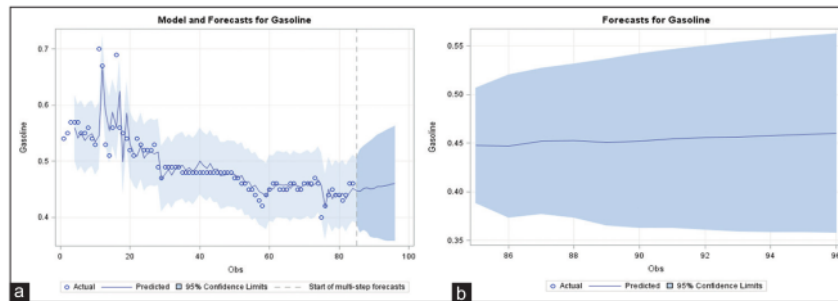 Model and Forecasts for Gasoline
0.7
0.6
0.5
0.4
Gasoline
0 20 40 60 80 100
Obs
Actual Predicted 95% Confidence Limits Start of multi-step forecasts
a
Forecasts for Gasoline
0.55
0.50
0.45
0.40
0.35
Gasoline
86 88 90 92 94 96
Obs
Actual Predicted 95% Confidence Limits
b